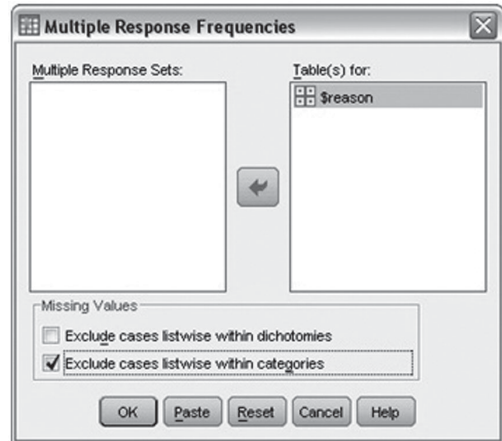 Multiple Response Frequencies
Multiple Response Sets:
Table(s) for:
$reason
Missing Values
Exclude cases listwise within dichotomies
Exclude cases listwise within categories
OK
Paste
Reset
Cancel
Help